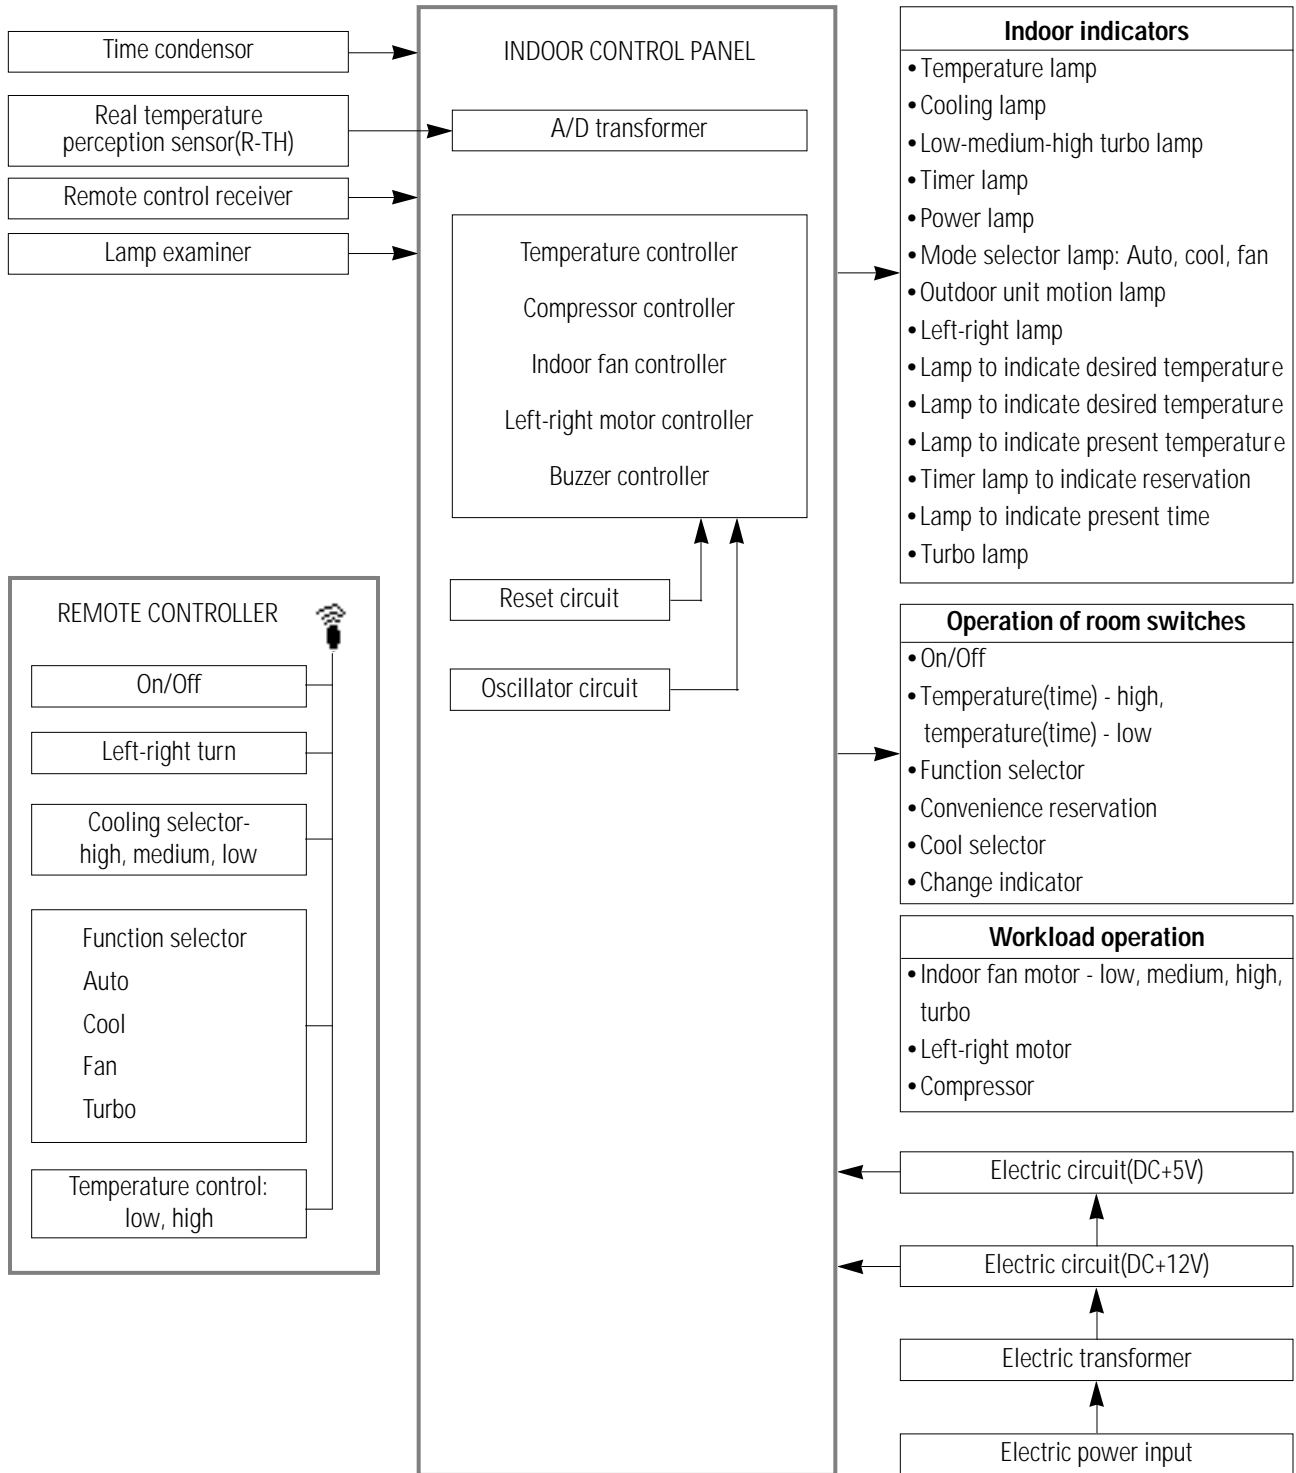 Time condensor
Real temperature
perception sensor(R-TH)
Remote control receiver
Lamp examiner
INDOOR CONTROL PANEL
A/D transformer
Temperature controller
Compressor controller
Indoor fan controller
Left-right motor controller
Buzzer controller
Reset circuit
Oscillator circuit
REMOTE CONTROLLER
On/Off
Left-right turn
Cooling selector-
high, medium, low
Function selector
Auto
Cool
Fan
Turbo
Temperature control:
low, high
Indoor indicators
• Temperature lamp
• Cooling lamp
• Low-medium-high turbo lamp
• Timer lamp
• Power lamp
• Mode selector lamp: Auto, cool, fan
• Outdoor unit motion lamp
• Left-right lamp
• Lamp to indicate desired temperature
• Lamp to indicate desired temperature
• Lamp to indicate present temperature
• Timer lamp to indicate reservation
• Lamp to indicate present time
• Turbo lamp
Operation of room switches
• On/Off
• Temperature(time) - high,
temperature(time) - low
• Function selector
• Convenience reservation
• Cool selector
• Change indicator
Workload operation
• Indoor fan motor - low, medium, high,
turbo
• Left-right motor
• Compressor
Electric circuit(DC+5V)
Electric circuit(DC+12V)
Electric transformer
Electric power input